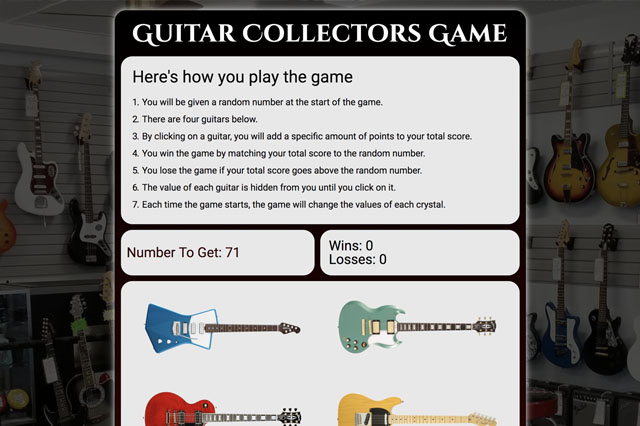 Guitar Collectors Game
Here's how you play the game
1. You will be given a random number at the start of the game.
2. There are four guitars below.
3. By clicking on a guitar, you will add a specific amount of points to your total score.
4. You win the game by matching your total score to the random number.
5. You lose the game if your total score goes above the random number.
6. The value of each guitar is hidden from you until you click on it.
7. Each time the game starts, the game will change the values of each crystal.
Number To Get: 71
Wins: 0
Losses: 0